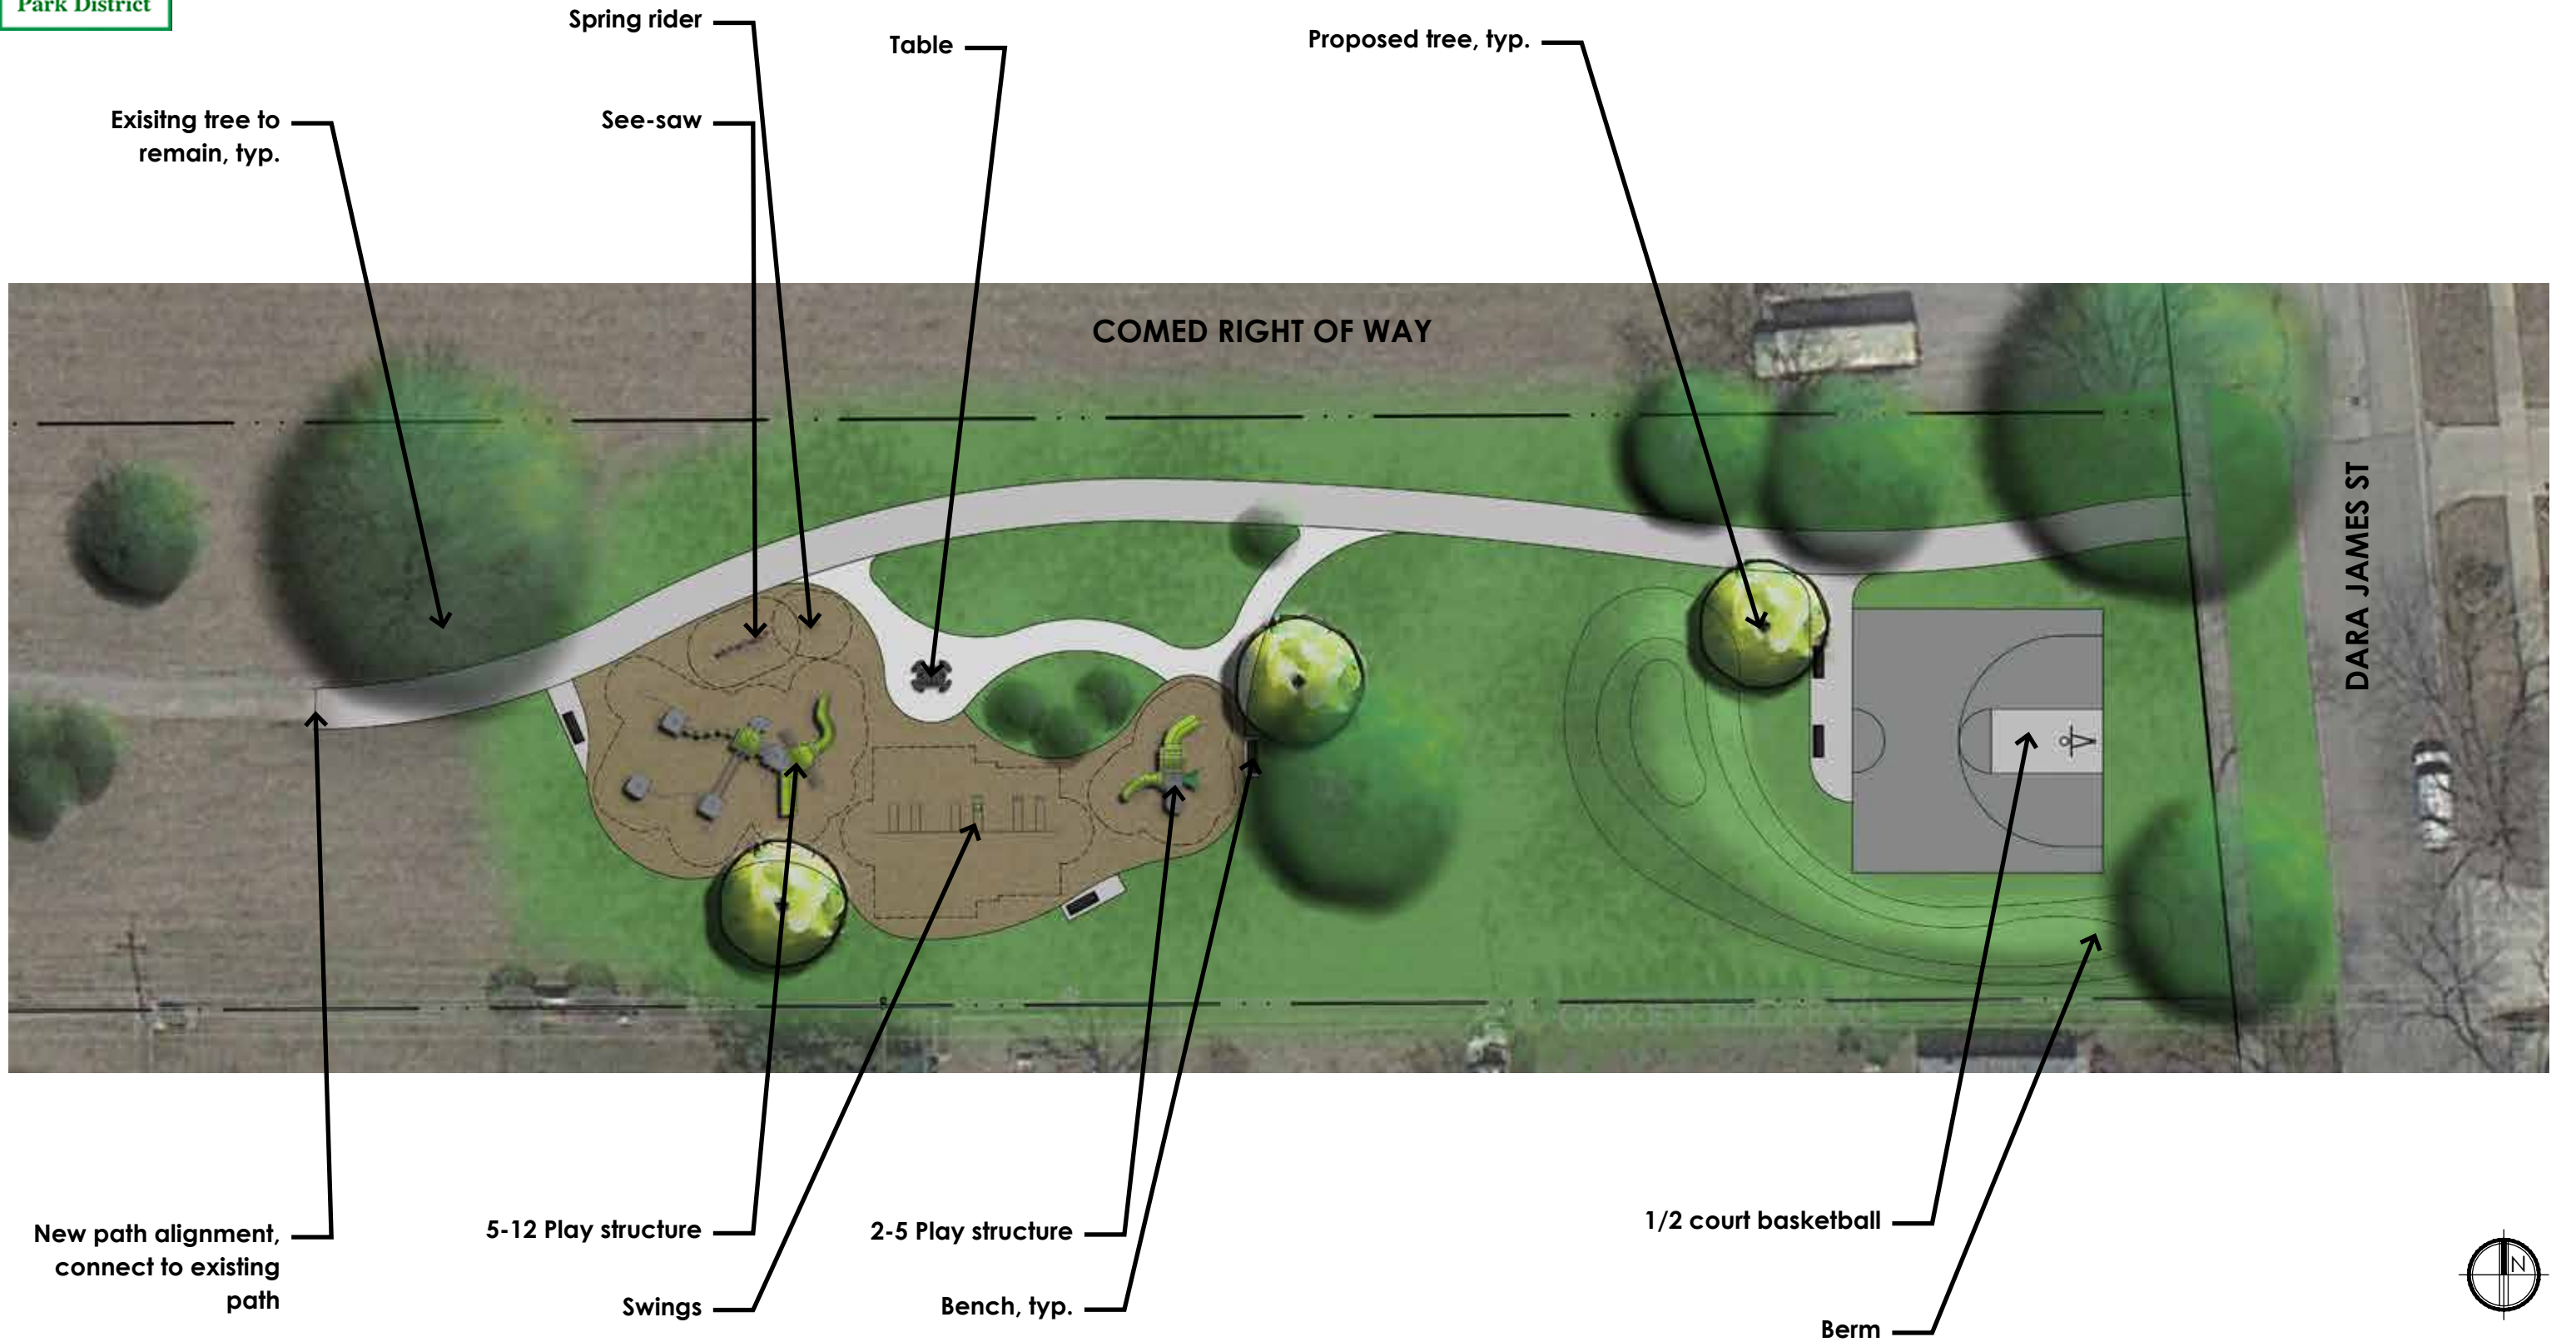 Park District
Spring rider
Table
Proposed tree, typ.
Exisitng tree to
remain, typ.
See-saw
COMED RIGHT OF WAY
DARA JAMES ST
New path alignment,
connect to existing
path
5-12 Play structure
2-5 Play structure
1/2 court basketball
Swings
Bench, typ.
Berm
N